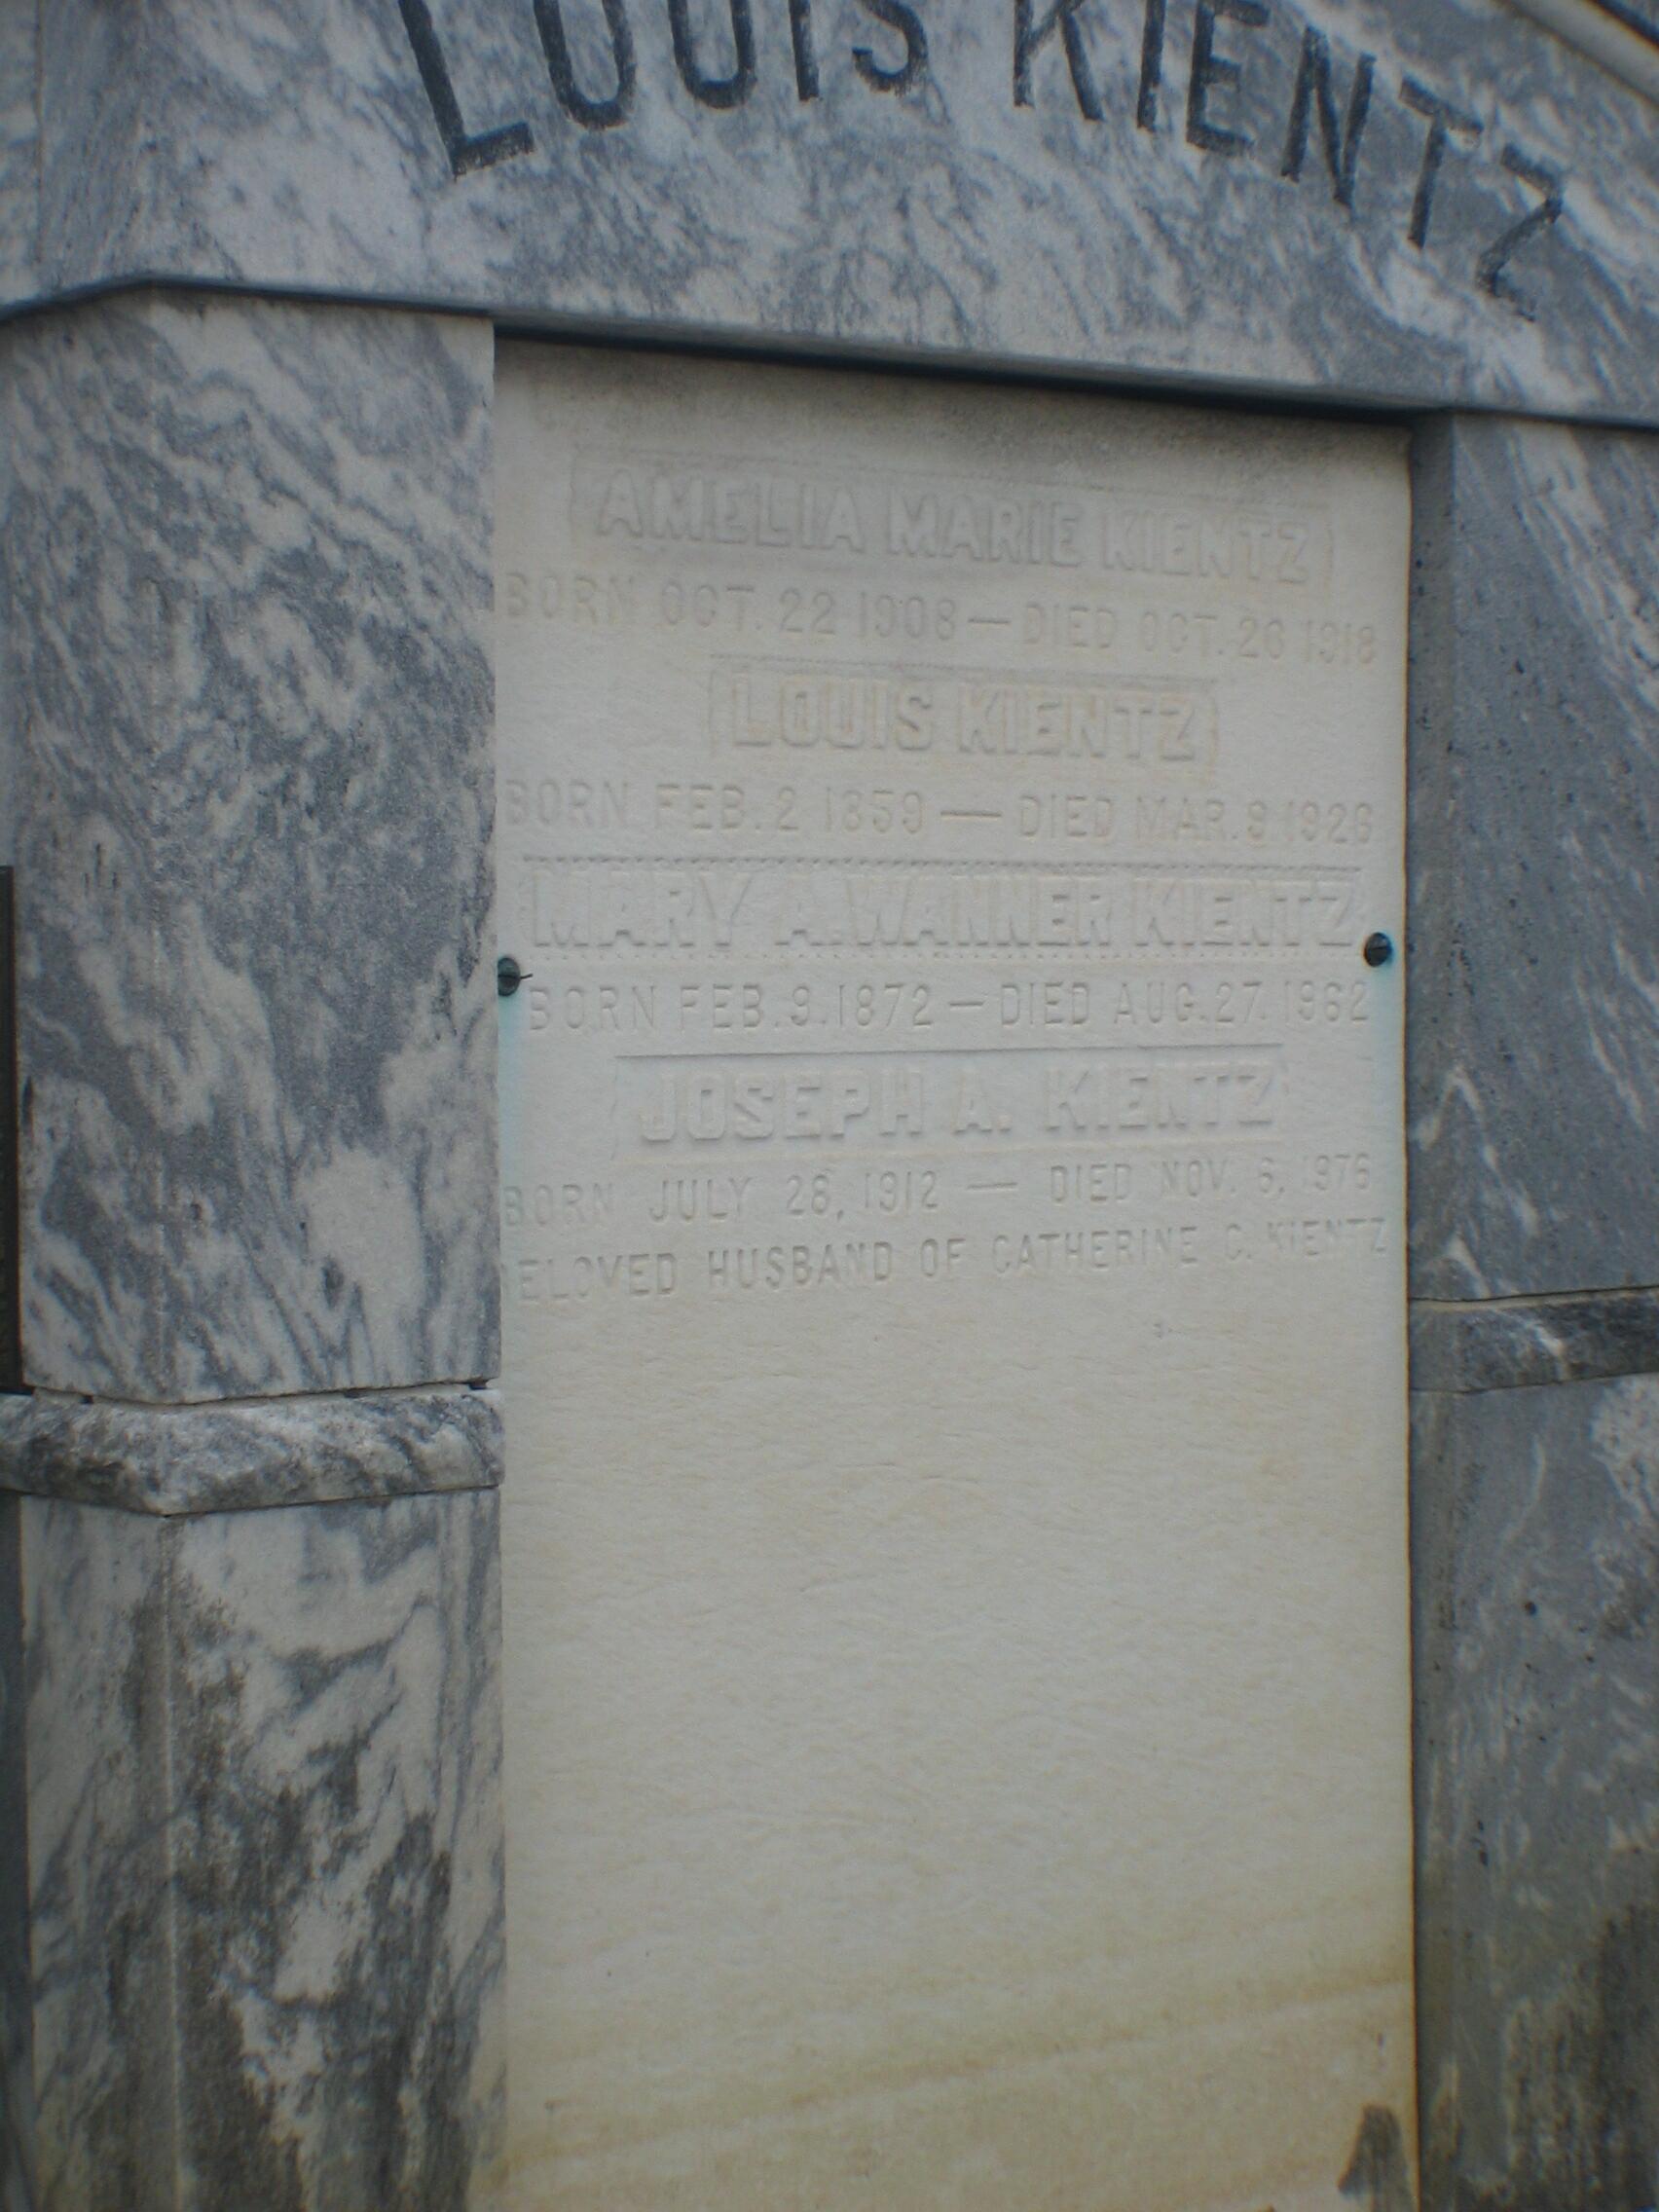 LOUIS KIENTZ
AMELIA MARIE KIENTZ
BORN OCT. 22 1908 — DIED OCT. 26 1918
LOUIS KIENTZ
BORN FEB. 2 1859 — DIED MAR. 9 1926
MARY A. WANNER KIENTZ
BORN FEB. 9. 1872 — DIED AUG. 27. 1962
JOSEPH A. KIENTZ
BORN JULY 28, 1912 — DIED NOV. 6, 1976
BELOVED HUSBAND OF CATHERINE C. KIENTZ